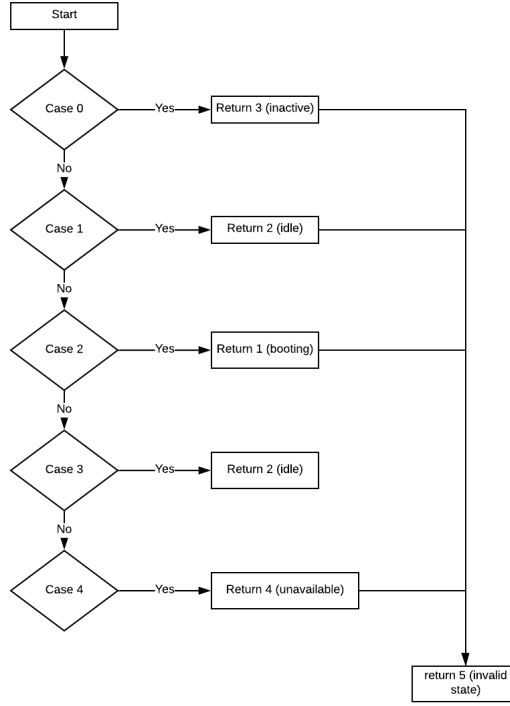 Start
Case 0
Yes
Return 3 (inactive)
No
Case 1
Yes
Return 2 (idle)
No
Case 2
Yes
Return 1 (booting)
No
Case 3
Yes
Return 2 (idle)
No
Case 4
Yes
Return 4 (unavailable)
return 5 (invalid
state)